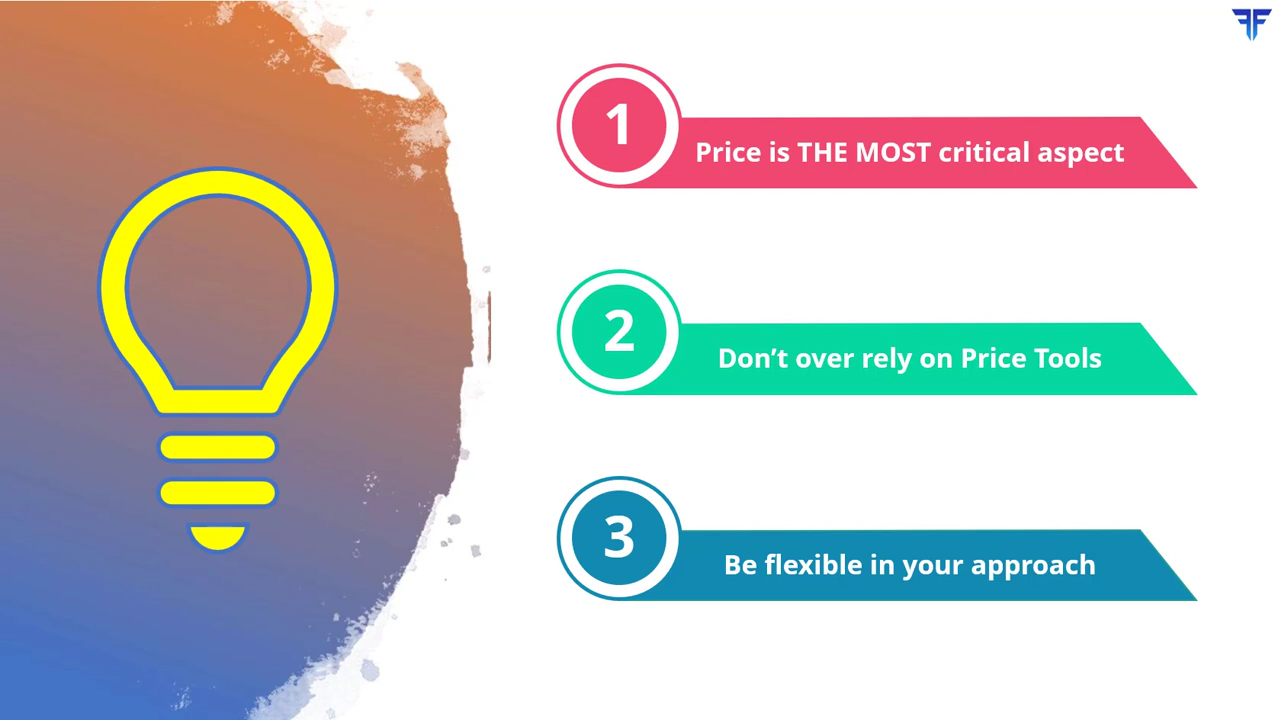 1
Price is THE MOST critical aspect
2
Don’t over rely on Price Tools
3
Be flexible in your approach